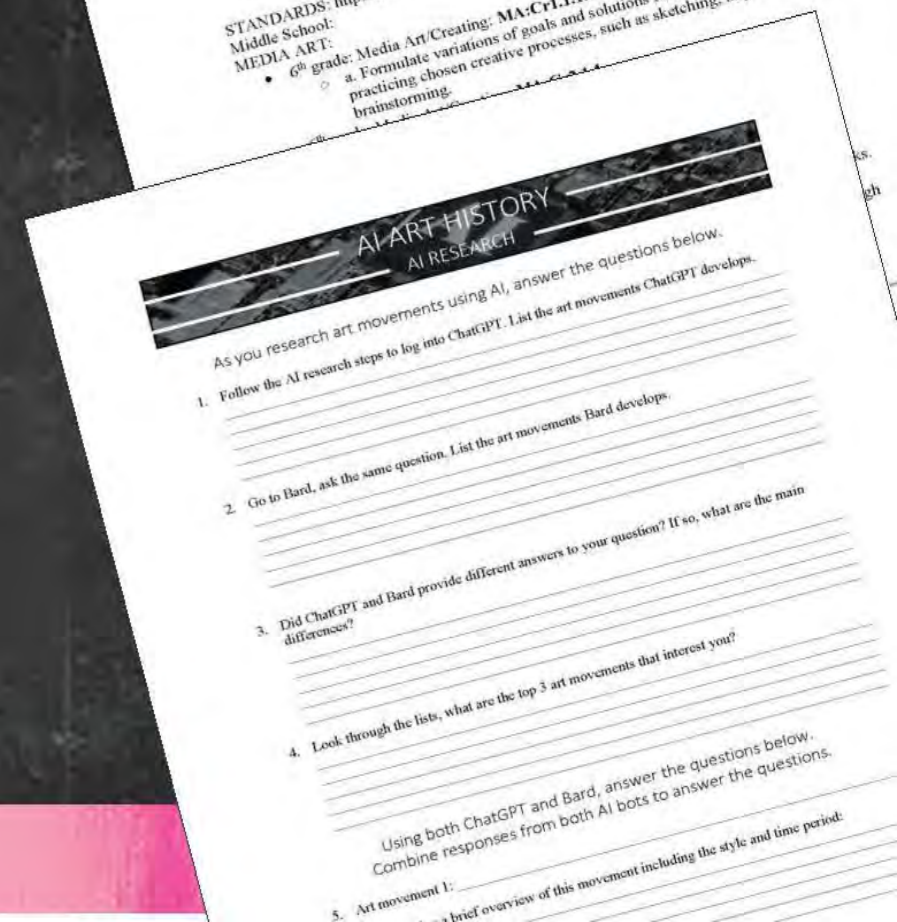 STANDARDS:
Middle School:
MEDIA ART:
• 6th grade: Media Art/Creating:
a. Formulate variations of goals and solutions
practicing chosen creative processes, such as sketching,
brainstorming.
ks.
gh
AI ART HISTORY
AI RESEARCH
As you research art movements using AI, answer the questions below.
1. Follow the AI research steps to log into ChatGPT. List the art movements ChatGPT develops.
2. Go to Bard, ask the same question. List the art movements Bard develops.
3. Did ChatGPT and Bard provide different answers to your question? If so, what are the main
differences?
4. Look through the lists, what are the top 3 art movements that interest you?
Using both ChatGPT and Bard, answer the questions below.
Combine responses from both AI bots to answer the questions.
5. Art movement 1:
a brief overview of this movement including the style and time period: